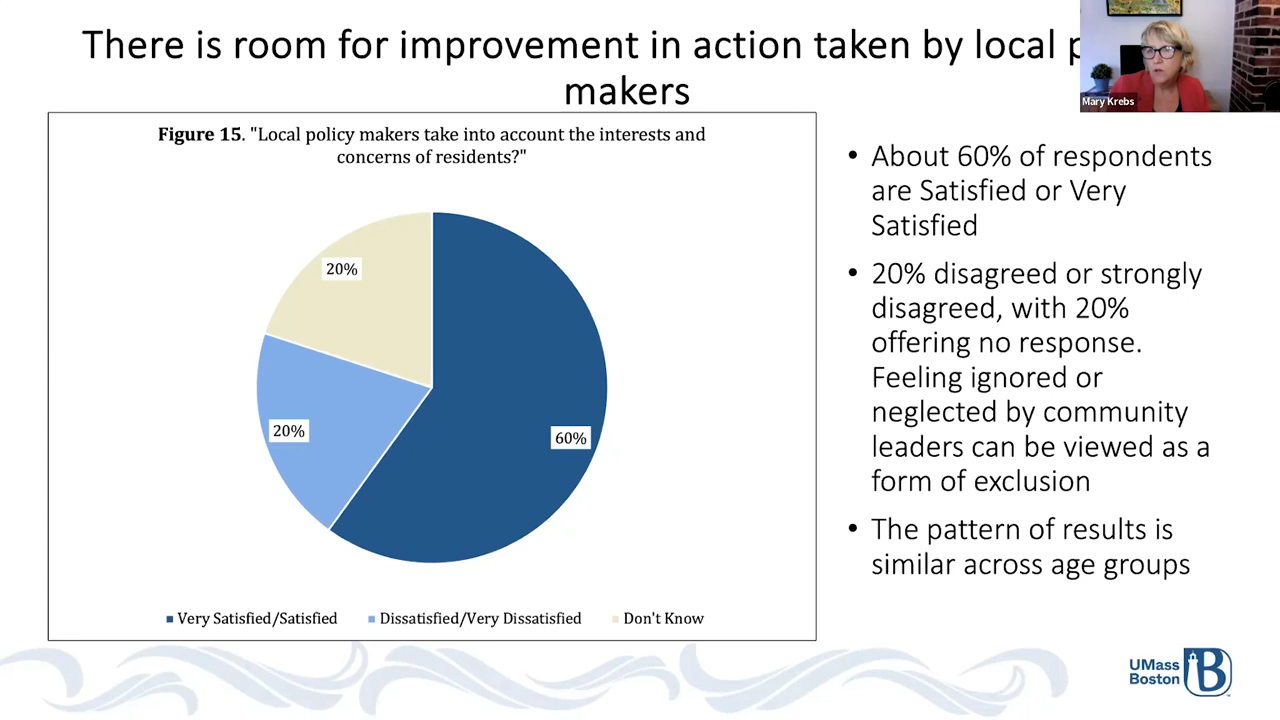 There is room for improvement in action taken by local
makers
Mary Krebs
Figure 15. "Local policy makers take into account the interests and
concerns of residents?"
20%
20%
60%
Very Satisfied/Satisfied
Dissatisfied/Very Dissatisfied
Don't Know
• About 60% of respondents
are Satisfied or Very
Satisfied
• 20% disagreed or strongly
disagreed, with 20%
offering no response.
Feeling ignored or
neglected by community
leaders can be viewed as a
form of exclusion
• The pattern of results is
similar across age groups
UMass
Boston
B